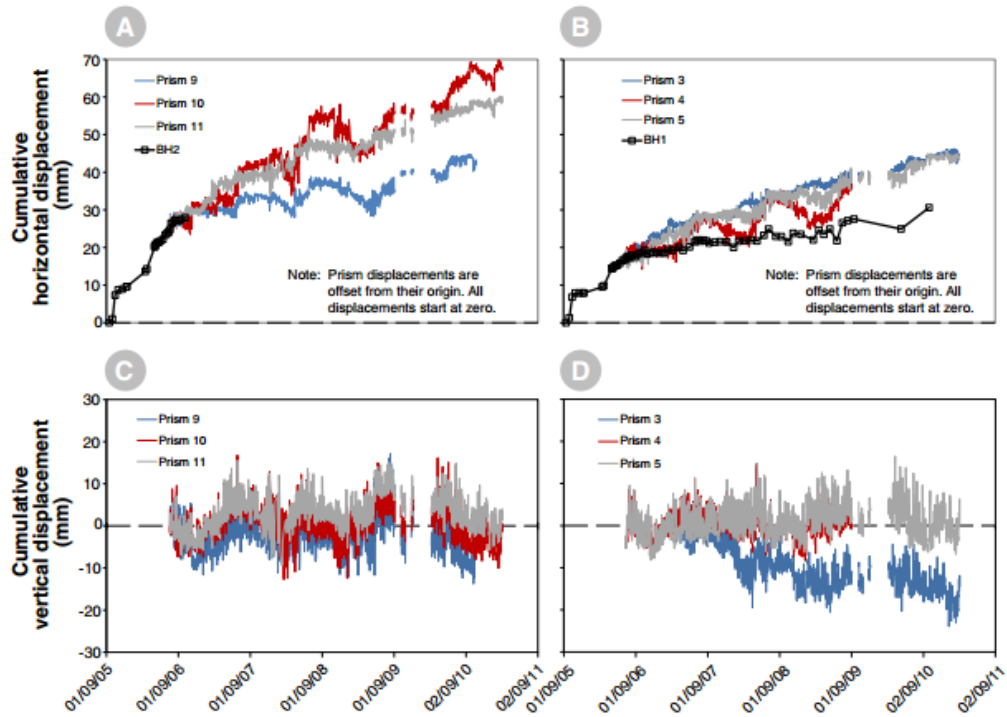 A
B
Cumulative
horizontal displacement
(mm)
70
60
50
40
30
20
10
0
Prism 9
Prism 10
Prism 11
BH2
Note: Prism displacements are
offset from their origin. All
displacements start at zero.
Prism 3
Prism 4
Prism 5
BH1
Note: Prism displacements are
offset from their origin. All
displacements start at zero.
C
D
Cumulative
vertical displacement
(mm)
30
20
10
0
-10
-20
-30
Prism 9
Prism 10
Prism 11
Prism 3
Prism 4
Prism 5
01/09/05
01/09/06
01/09/07
01/09/08
01/09/09
02/09/10
02/09/11
01/09/05
01/09/06
01/09/07
01/09/08
01/09/09
02/09/10
02/09/11